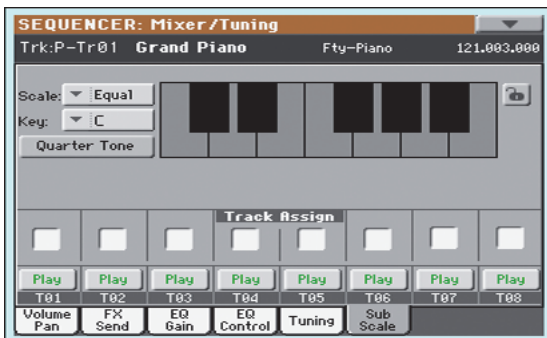 SEQUENCER: Mixer/Tuning
Trk:P-Tr01 Grand Piano Fty-Piano 121.003.000
Scale: Equal
Key: C
Quarter Tone
Track Assign
Play Play Play Play Play Play Play Play
T01 T02 T03 T04 T05 T06 T07 T08
Volume Pan FX Send EQ Gain EQ Control Tuning Sub Scale